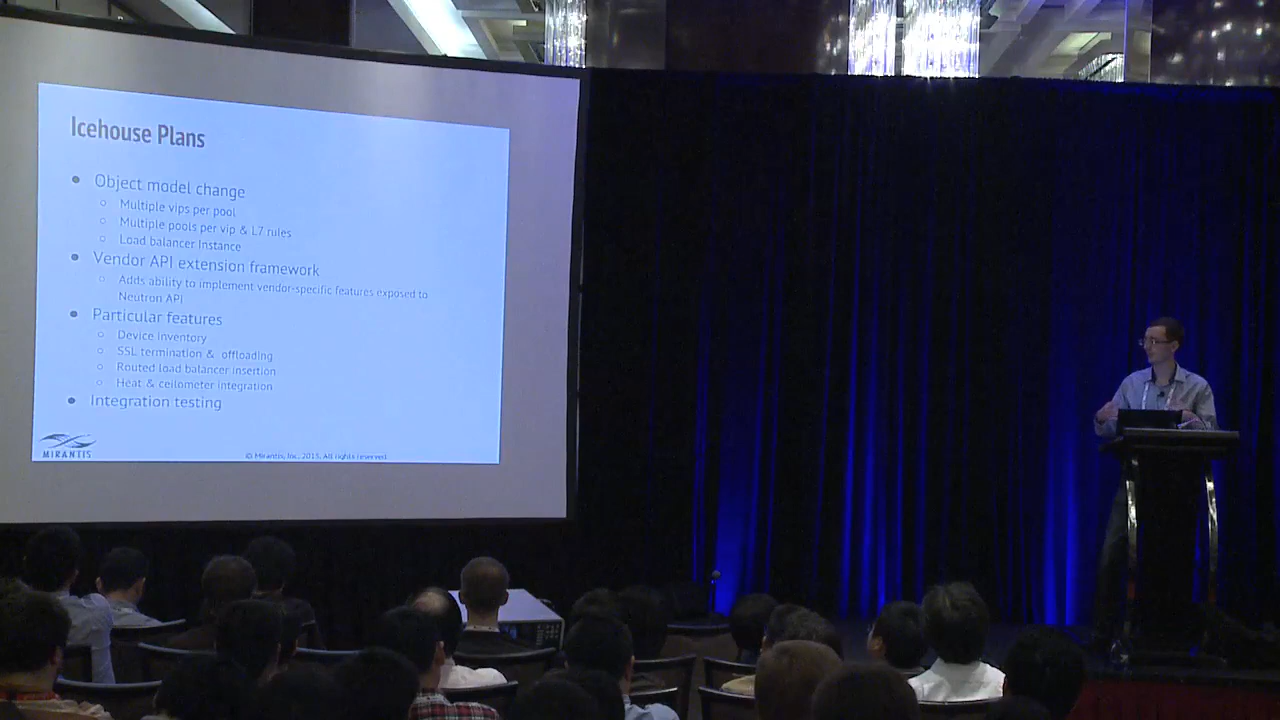 Icehouse Plans
Object model change
Multiple vips per pool
Multiple pools per vip & L7 rules
Load balancer Instance
Vendor API extension framework
Adds ability to implement vendor-specific features exposed to
Neutron API
Particular features
Device inventory
SSL termination & offloading
Routed load balancer insertion
Heat & ceilometer integration
Integration testing
MIRANTIS
© Mirantis, Inc., 2013. All rights reserved